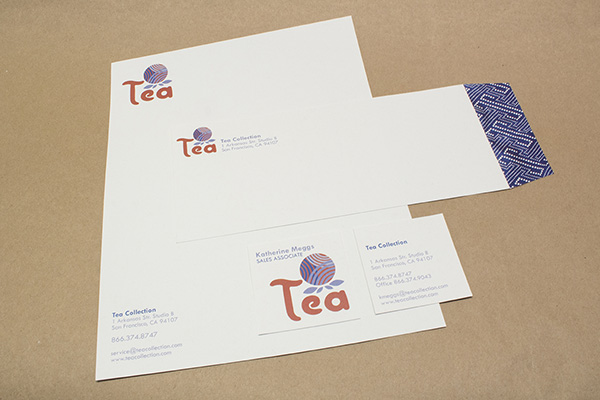 Tea
Tea
Tea Collection
1 Arkansas Str. Studio 8
San Francisco, CA 94107
Katherine Meggs
SALES ASSOCIATE
Tea
Tea Collection
1 Arkansas Str. Studio 8
San Francisco, CA 94107
866.374.8747
Office 866.374.9043
kmeggs@teacollection.com
www.teacollection.com
Tea Collection
1 Arkansas Str. Studio 8
San Francisco, CA 94107
866.374.8747
service@teacollection.com
www.teacollection.com